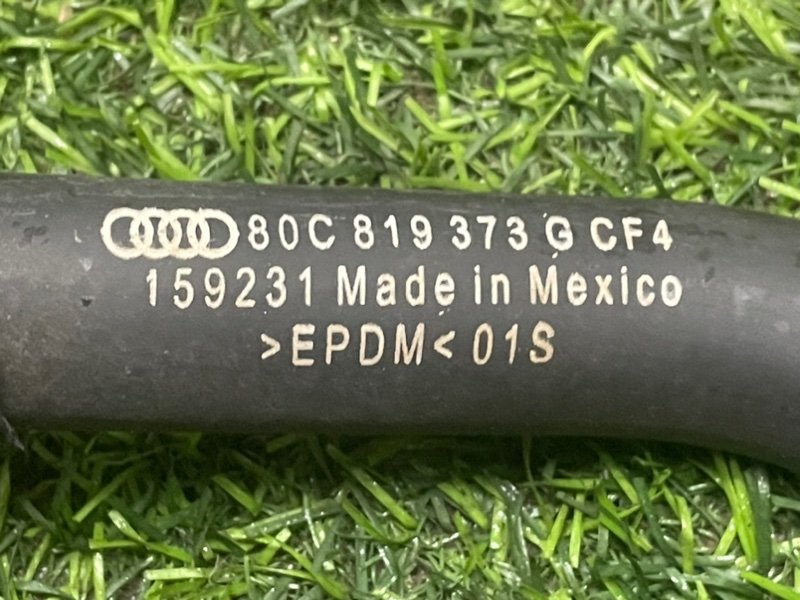 80C 819 373 G CF4
159231 Made in Mexico
>EPDM< 01S